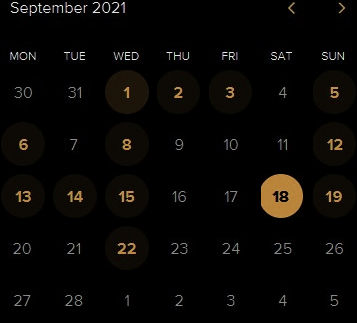 September 2021
MON TUE WED THU FRI SAT SUN
30 31 1 2 3 4 5
6 7 8 9 10 11 12
13 14 15 16 17 18 19
20 21 22 23 24 25 26
27 28 1 2 3 4 5